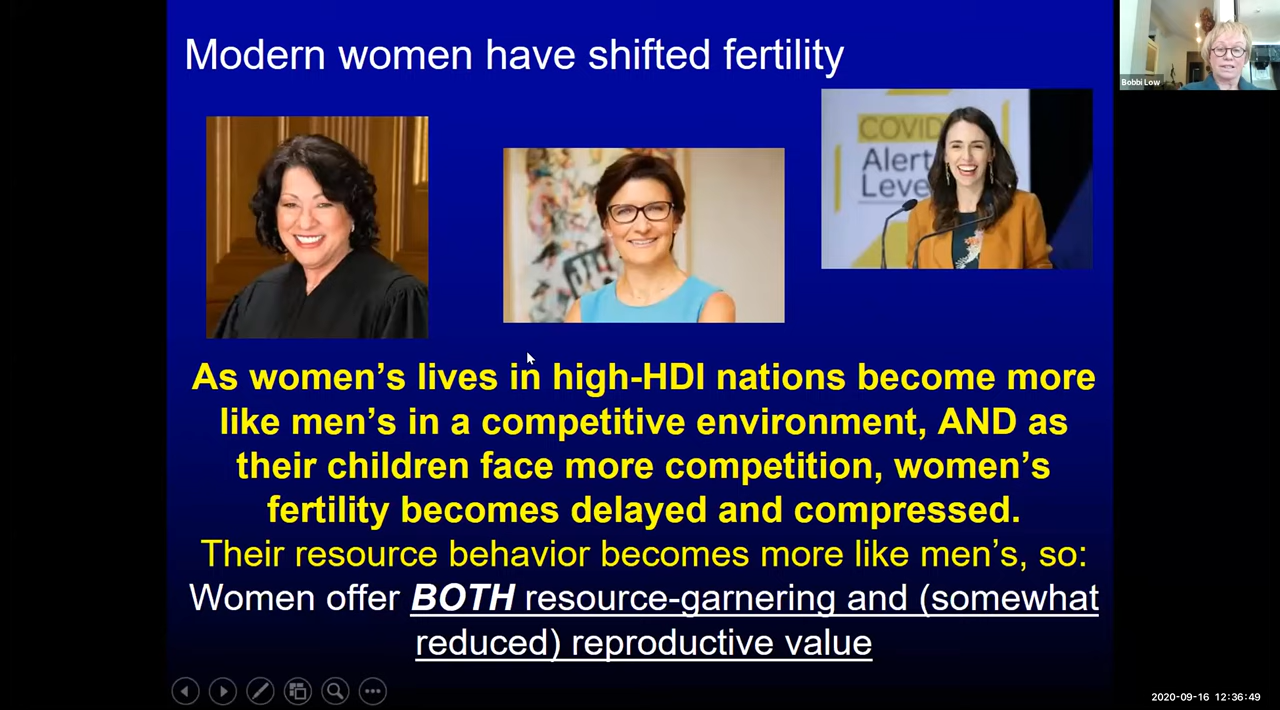 Modern women have shifted fertility
Bobbi Low
COVID
Alert
Leve
As women’s lives in high-HDI nations become more
like men’s in a competitive environment, AND as
their children face more competition, women’s
fertility becomes delayed and compressed.
Their resource behavior becomes more like men’s, so:
Women offer BOTH resource-garnering and (somewhat
reduced) reproductive value
2020-09-16 12:36:49